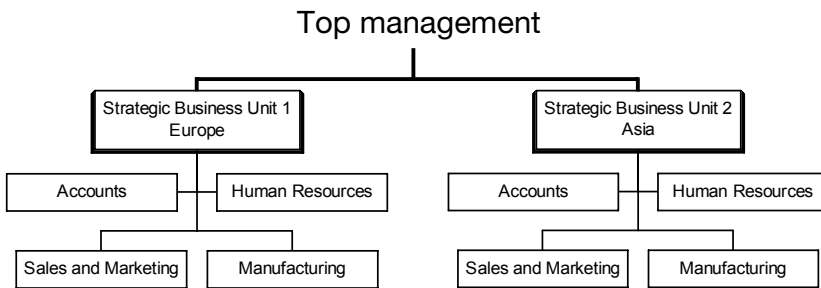 Top management
Strategic Business Unit 1
Europe
Strategic Business Unit 2
Asia
Accounts
Human Resources
Accounts
Human Resources
Sales and Marketing
Manufacturing
Sales and Marketing
Manufacturing